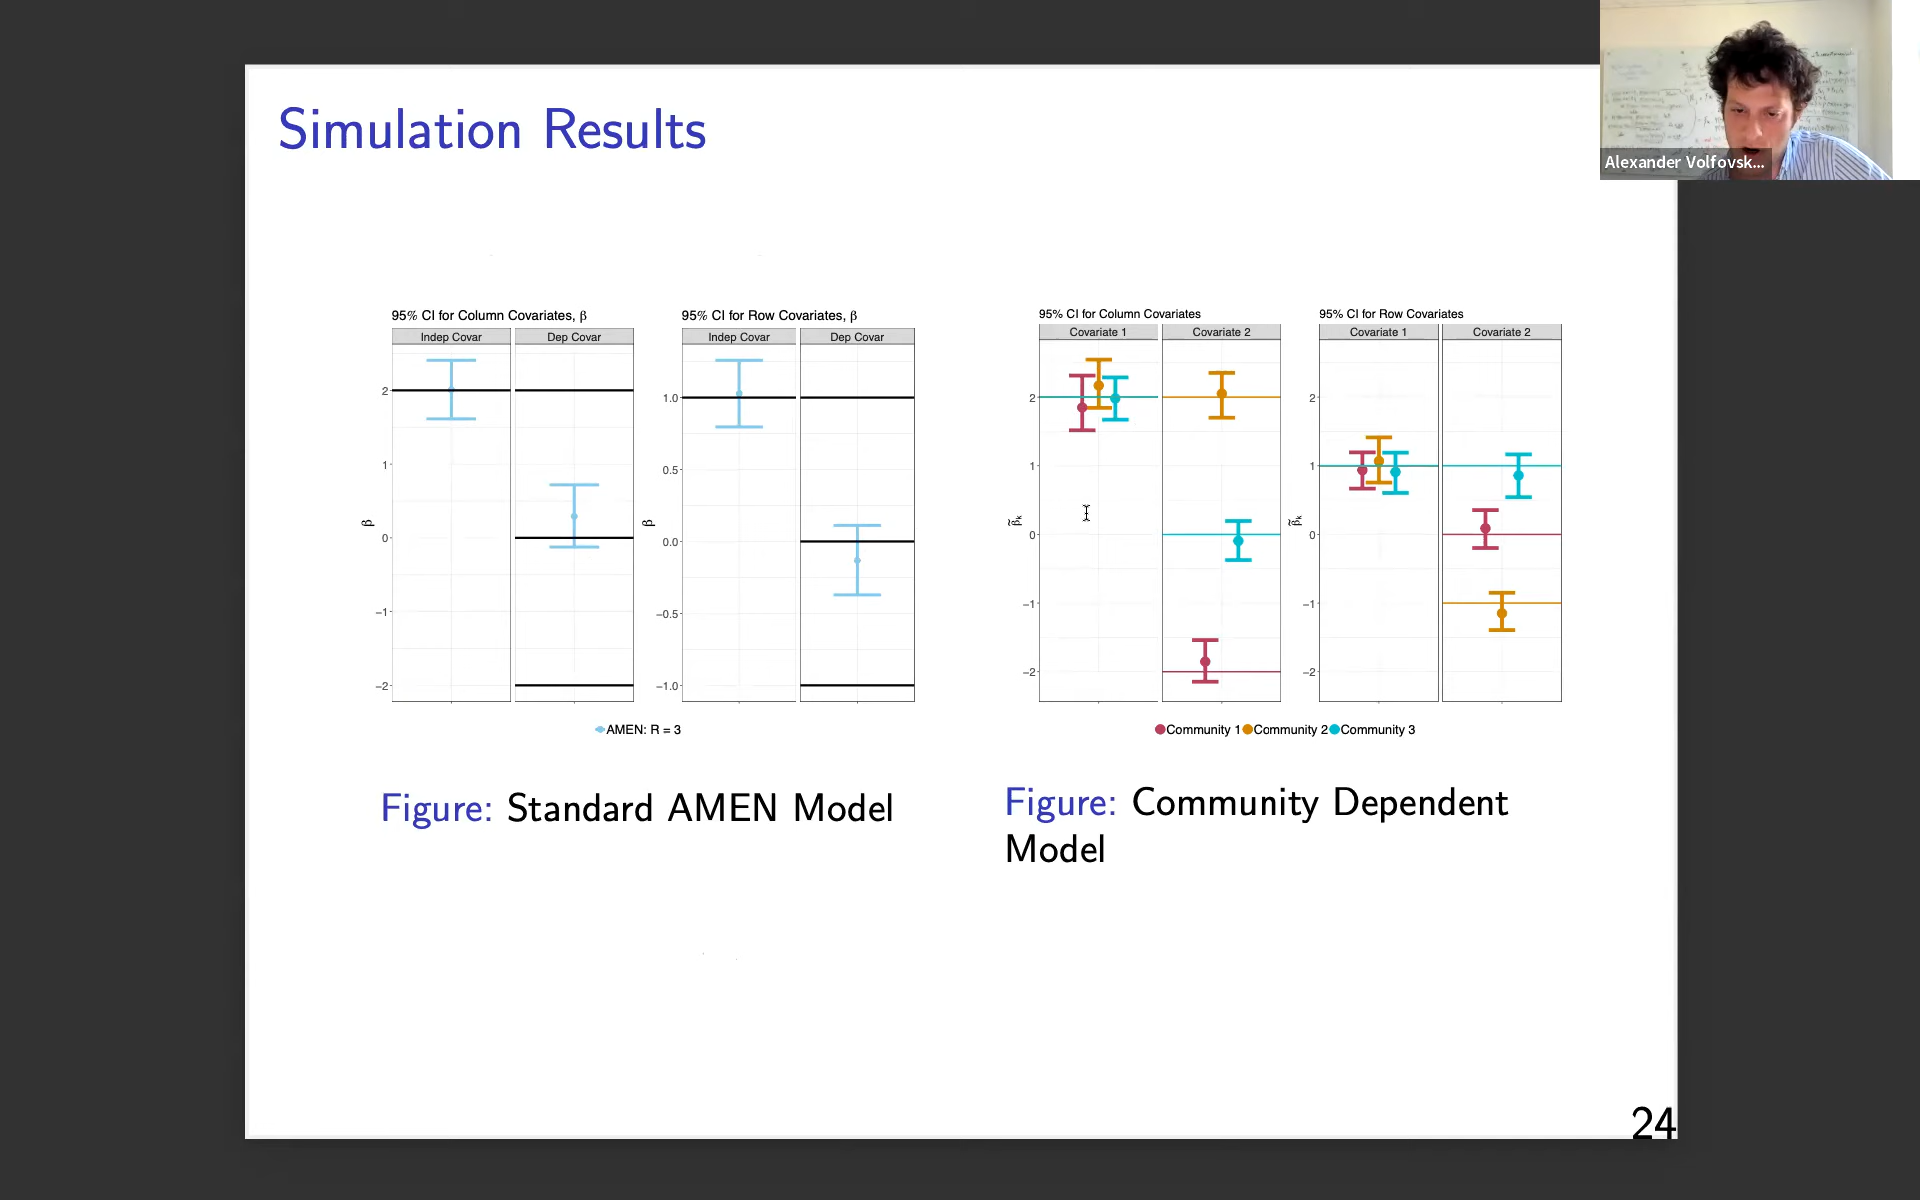 Simulation Results
Alexander Volfovsk...
95% CI for Column Covariates, β
Indep Covar
Dep Covar
β
2
1
0
−1
−2
95% CI for Row Covariates, β
Indep Covar
Dep Covar
β
1.0
0.5
0.0
−0.5
−1.0
AMEN: R = 3
Figure: Standard AMEN Model
95% CI for Column Covariates
Covariate 1
Covariate 2
β̃k
2
1
0
−1
−2
95% CI for Row Covariates
Covariate 1
Covariate 2
β̃k
2
1
0
−1
−2
Community 1 Community 2 Community 3
Figure: Community Dependent
Model
24